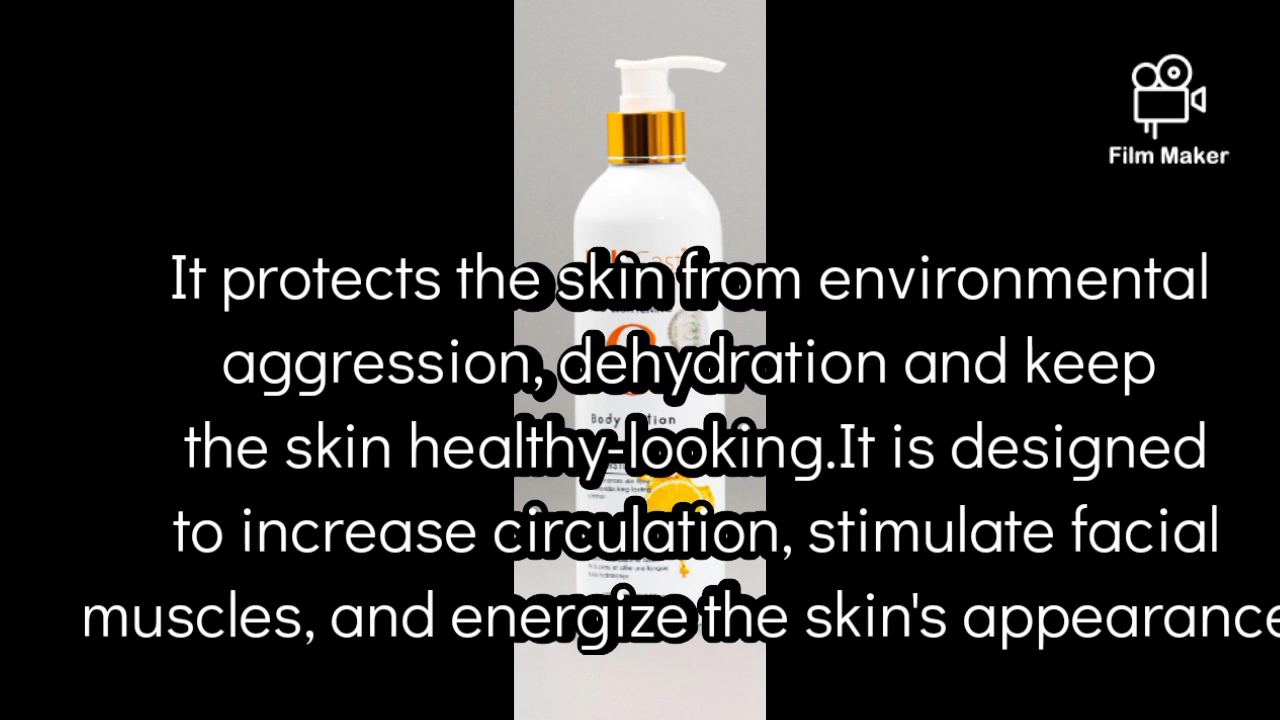 Film Maker
It protects the skin from environmental
aggression, dehydration and keep
the skin healthy-looking.It is designed
to increase circulation, stimulate facial
muscles, and energize the skin's appearance
Body